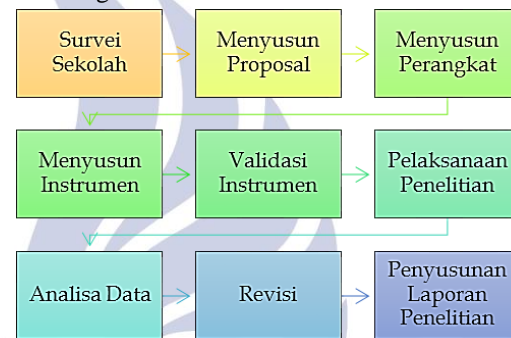 Survei
Sekolah
Menyusun
Proposal
Menyusun
Perangkat
Menyusun
Instrumen
Validasi
Instrumen
Pelaksanaan
Penelitian
Analisa Data
Revisi
Penyusunan
Laporan
Penelitian